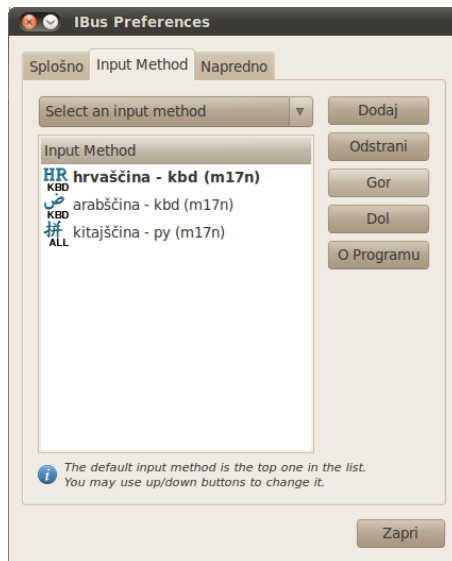 IBus Preferences
Splošno Input Method Napredno
Select an input method
Dodaj
Input Method
Odstrani
HR KBD hrvaščina - kbd (m17n)
Gor
ض KBD arabščina - kbd (m17n)
Dol
拼 ALL kitajščina - py (m17n)
O Programu
The default input method is the top one in the list.
You may use up/down buttons to change it.
Zapri